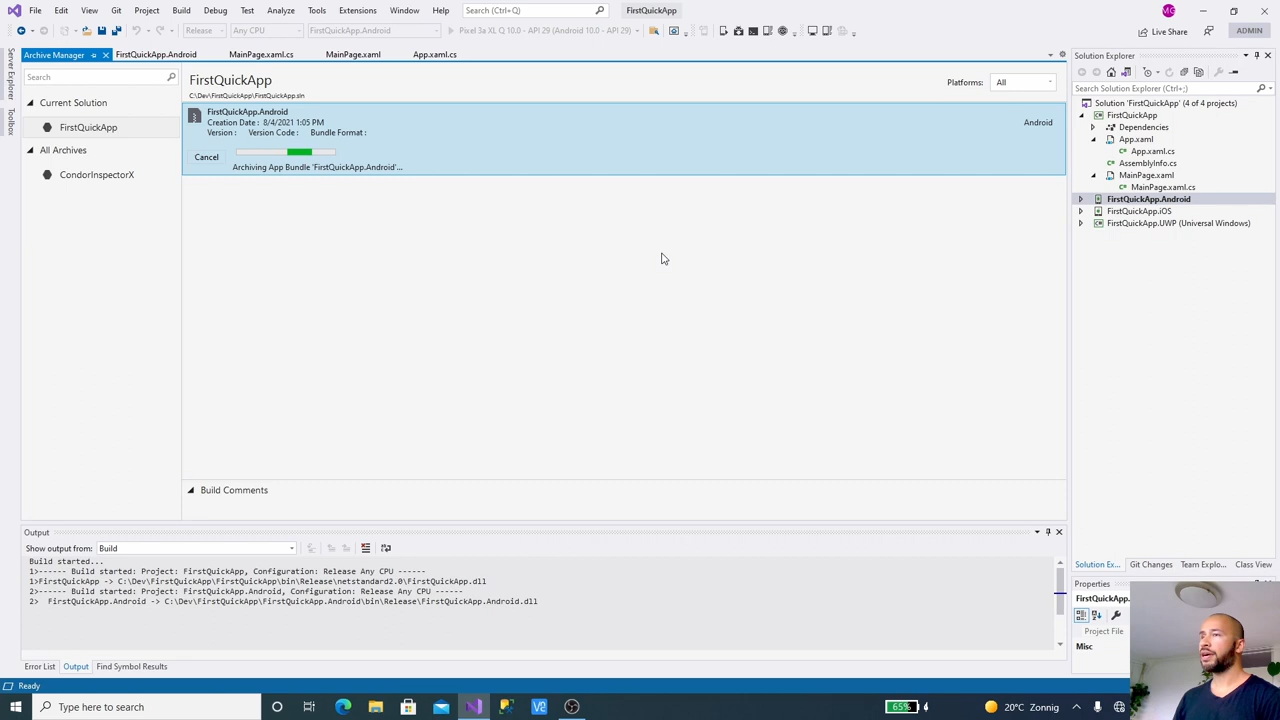 File Edit View Git Project Build Debug Test Analyze Tools Extensions Window Help Search (Ctrl+Q) FirstQuickApp MG
Release Any CPU FirstQuickApp.Android Pixel 3a XL Q 10.0 - API 29 (Android 10.0 - API 29) Live Share ADMIN
Server Explorer
Toolbox
Archive Manager FirstQuickApp.Android MainPage.xaml.cs MainPage.xaml App.xaml.cs
Search
Current Solution
FirstQuickApp
All Archives
CondorInspectorX
FirstQuickApp
C:\Dev\FirstQuickApp\FirstQuickApp.sln
Platforms: All
FirstQuickApp.Android
Creation Date : 8/4/2021 1:05 PM
Version : Version Code : Bundle Format :
Android
Cancel
Archiving App Bundle 'FirstQuickApp.Android'...
Build Comments
Solution Explorer
Search Solution Explorer (Ctrl+;)
Solution 'FirstQuickApp' (4 of 4 projects)
FirstQuickApp
Dependencies
App.xaml
App.xaml.cs
AssemblyInfo.cs
MainPage.xaml
MainPage.xaml.cs
FirstQuickApp.Android
FirstQuickApp.iOS
FirstQuickApp.UWP (Universal Windows)
Solution Ex... Git Changes Team Explo... Class View
Properties
FirstQuickApp.
Project File
Misc
Output
Show output from: Build
Build started...
1>------ Build started: Project: FirstQuickApp, Configuration: Release Any CPU ------
1>FirstQuickApp -> C:\Dev\FirstQuickApp\FirstQuickApp\bin\Release\netstandard2.0\FirstQuickApp.dll
2>------ Build started: Project: FirstQuickApp.Android, Configuration: Release Any CPU ------
2> FirstQuickApp.Android -> C:\Dev\FirstQuickApp\FirstQuickApp.Android\bin\Release\FirstQuickApp.Android.dll
Error List Output Find Symbol Results
Ready
Type here to search
65%
20°C Zonnig